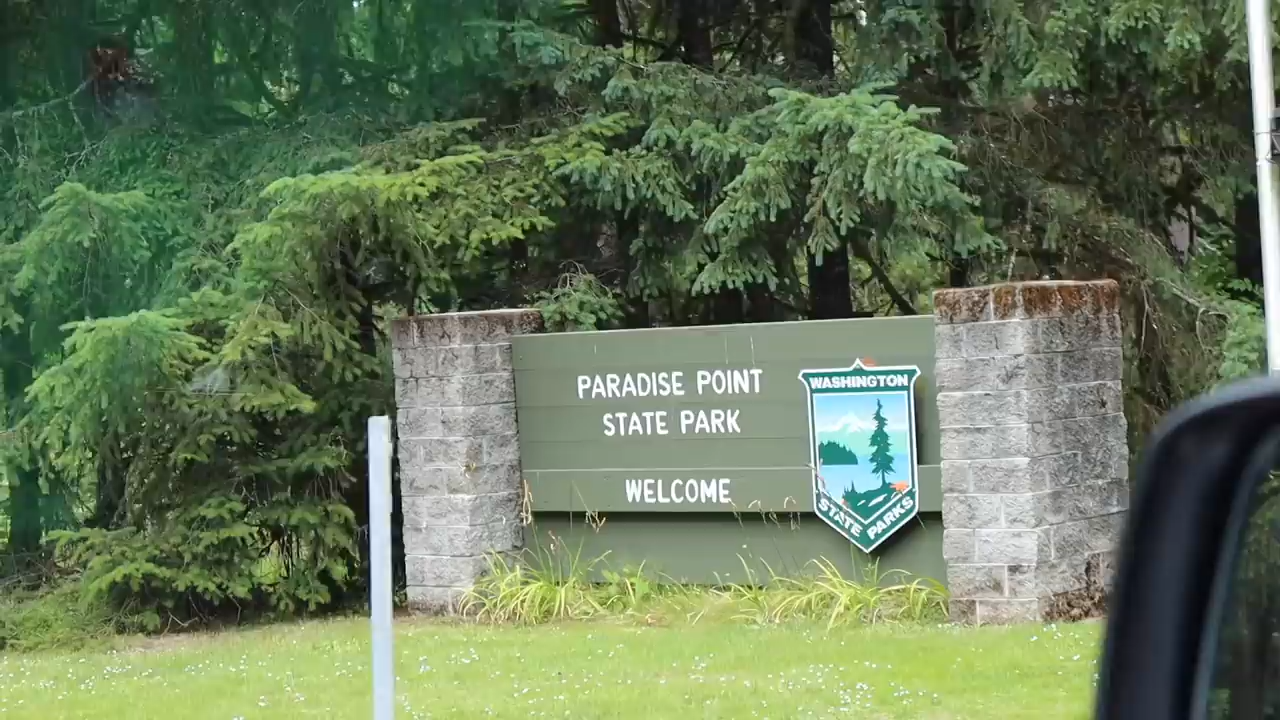 PARADISE POINT
STATE PARK
WELCOME
WASHINGTON
STATE PARKS